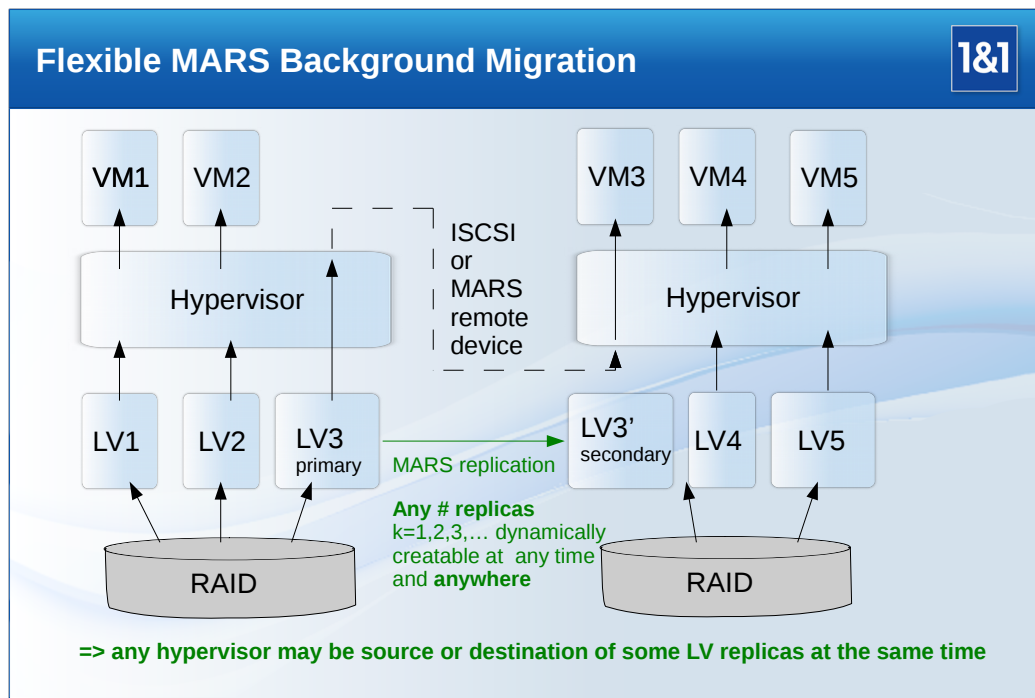 Flexible MARS Background Migration
1&1
VM1
VM2
VM3
VM4
VM5
ISCSI
or
MARS
remote
device
Hypervisor
Hypervisor
LV1
LV2
LV3
primary
LV3’
secondary
LV4
LV5
MARS replication
Any # replicas
k=1,2,3,… dynamically
creatable at any time
and anywhere
RAID
RAID
=> any hypervisor may be source or destination of some LV replicas at the same time